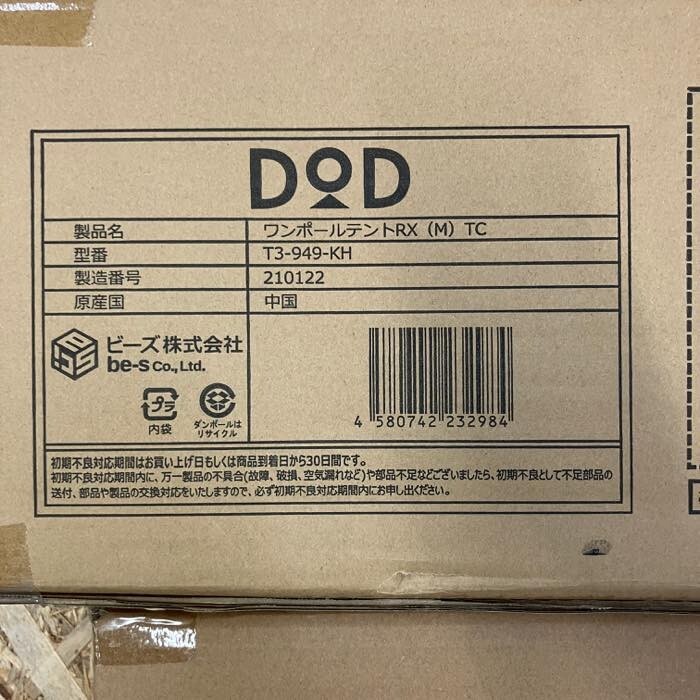 DOD
製品名 ワンポールテントRX（M）TC
型番 T3-949-KH
製造番号 210122
原産国 中国
ビーズ株式会社
be-s Co.,Ltd.
プラ
内袋
ダンボールは
リサイクル
4 580742 232984
初期不良対応期間はお買い上げ日もしくは商品到着日から30日間です。
初期不良対応期間内に、万一製品の不具合(故障、破損、空気漏れなど)や部品不足などございましたら、初期不良として不足部品の
送付、部品や製品の交換対応をいたしますので、必ず初期不良対応期間内にお申し出ください。